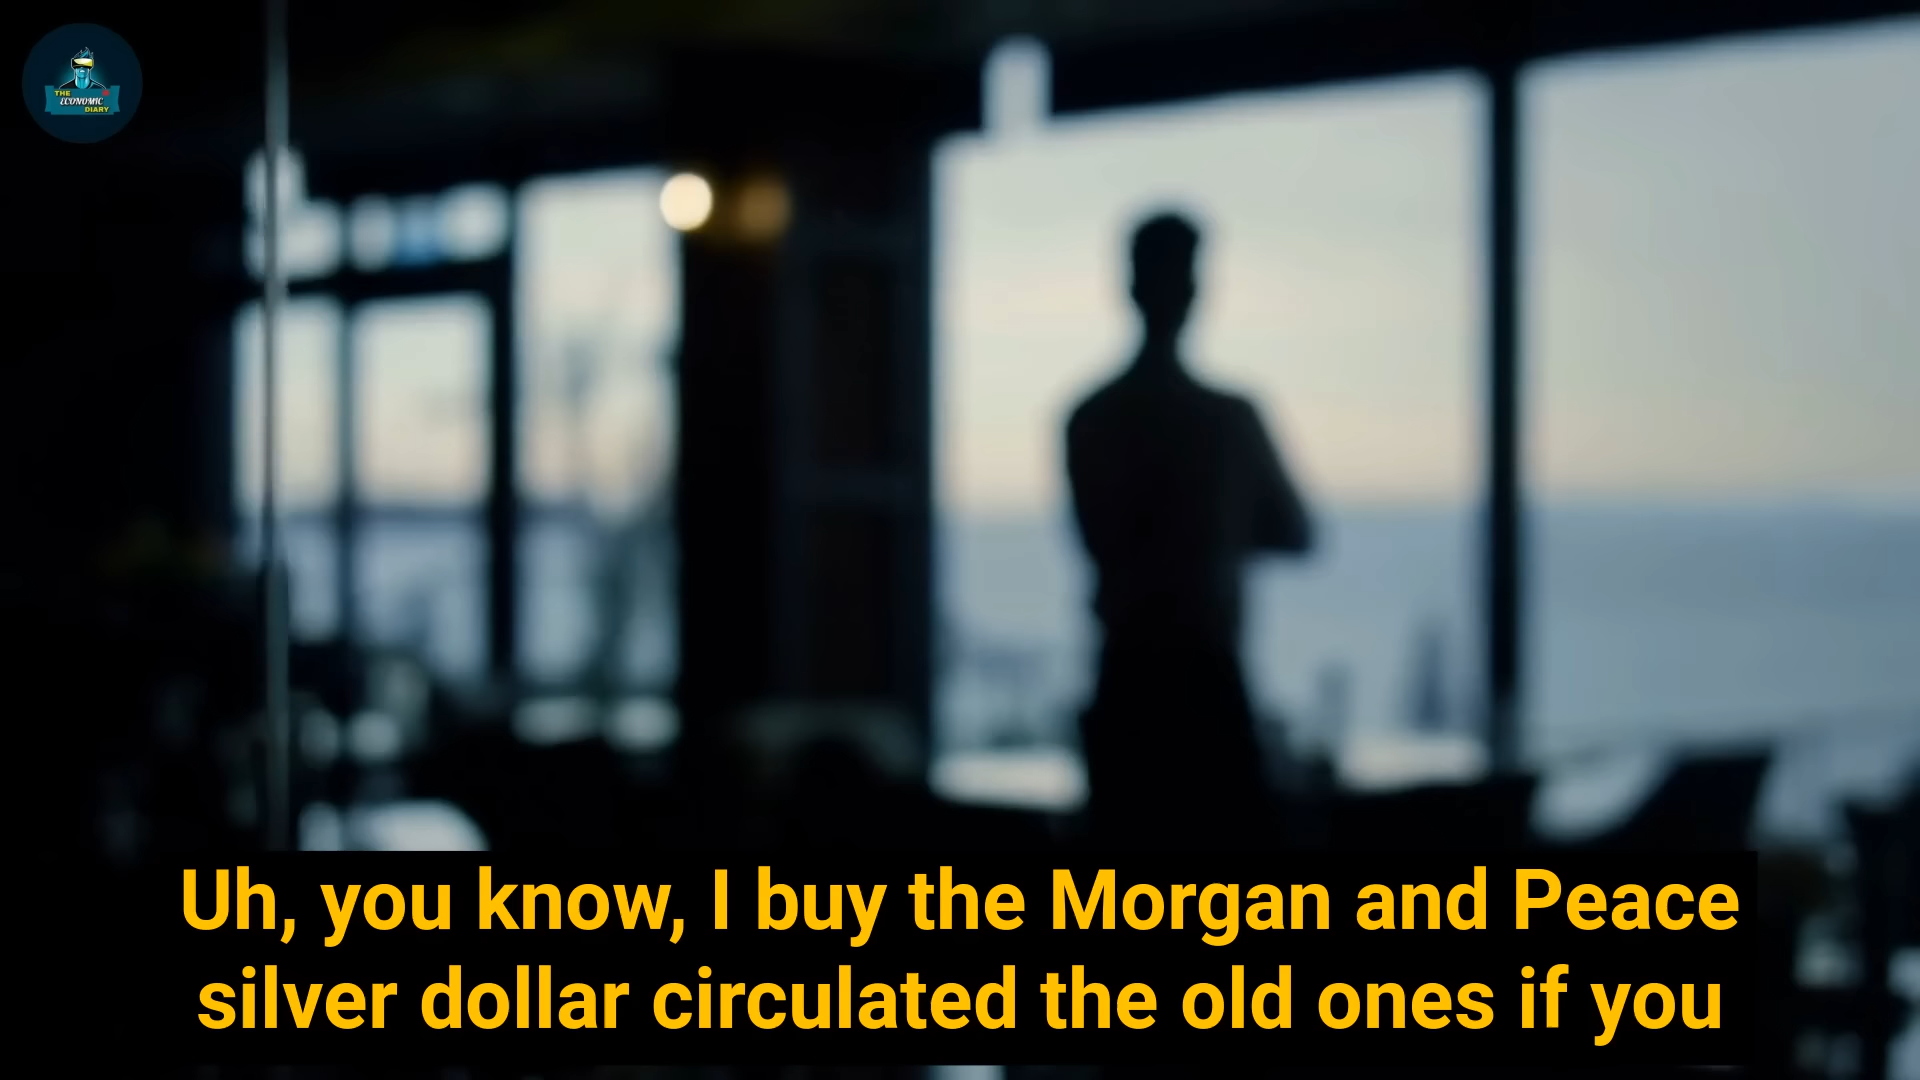 THE
ECONOMIC
DIARY
Uh, you know, I buy the Morgan and Peace
silver dollar circulated the old ones if you